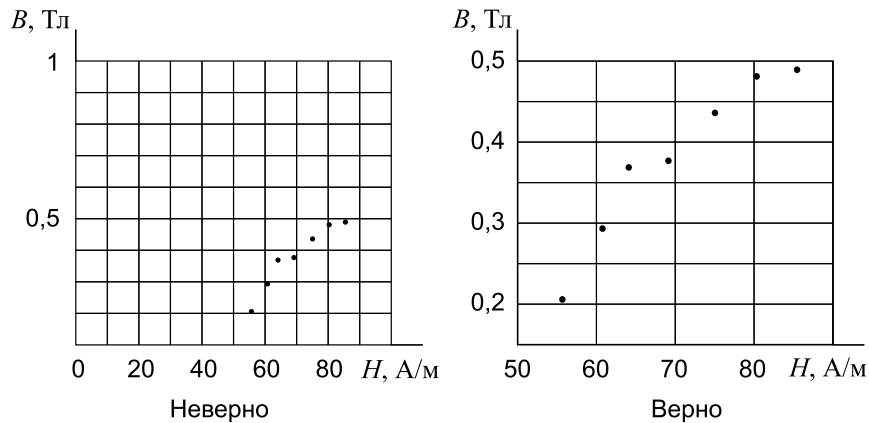 B, Тл
1
0,5
0 20 40 60 80 H, А/м
Неверно
B, Тл
0,5
0,4
0,3
0,2
50 60 70 80 H, А/м
Верно